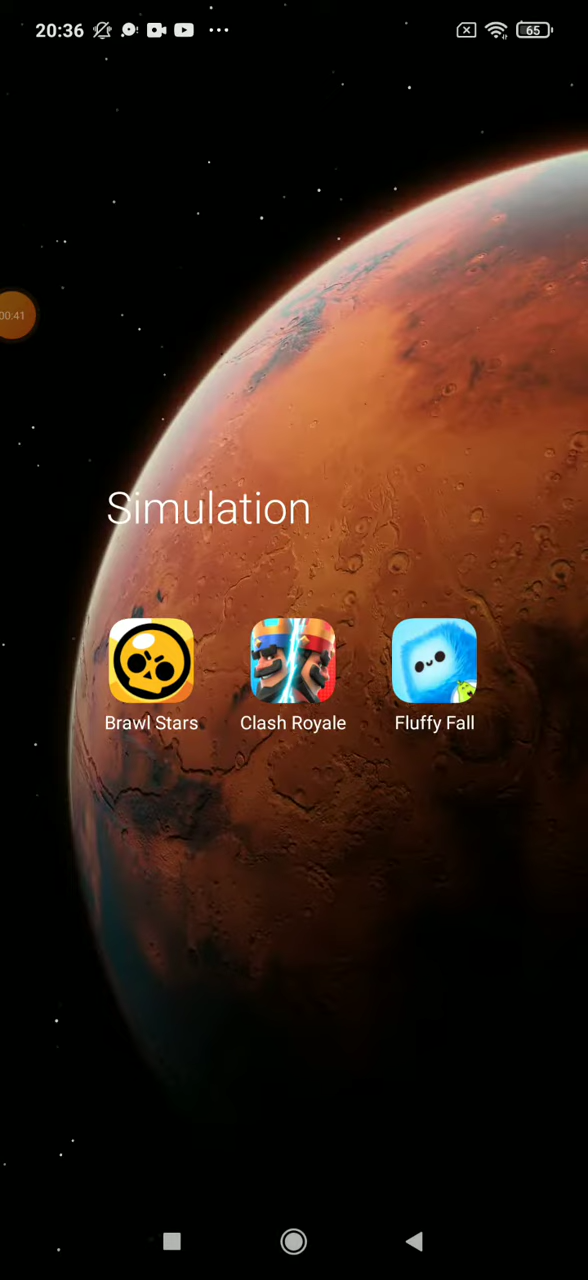 20:36
65
00:41
Simulation
Brawl Stars
Clash Royale
Fluffy Fall